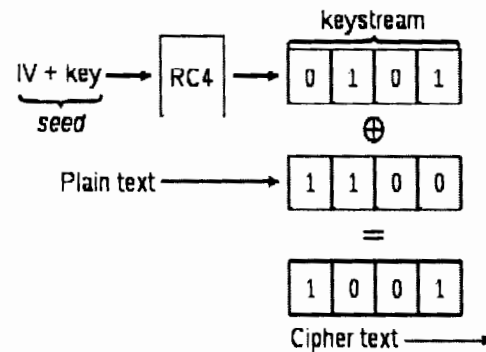 keystream
IV + key RC4 0 1 0 1
seed
⊕
Plain text 1 1 0 0
=
1 0 0 1
Cipher text